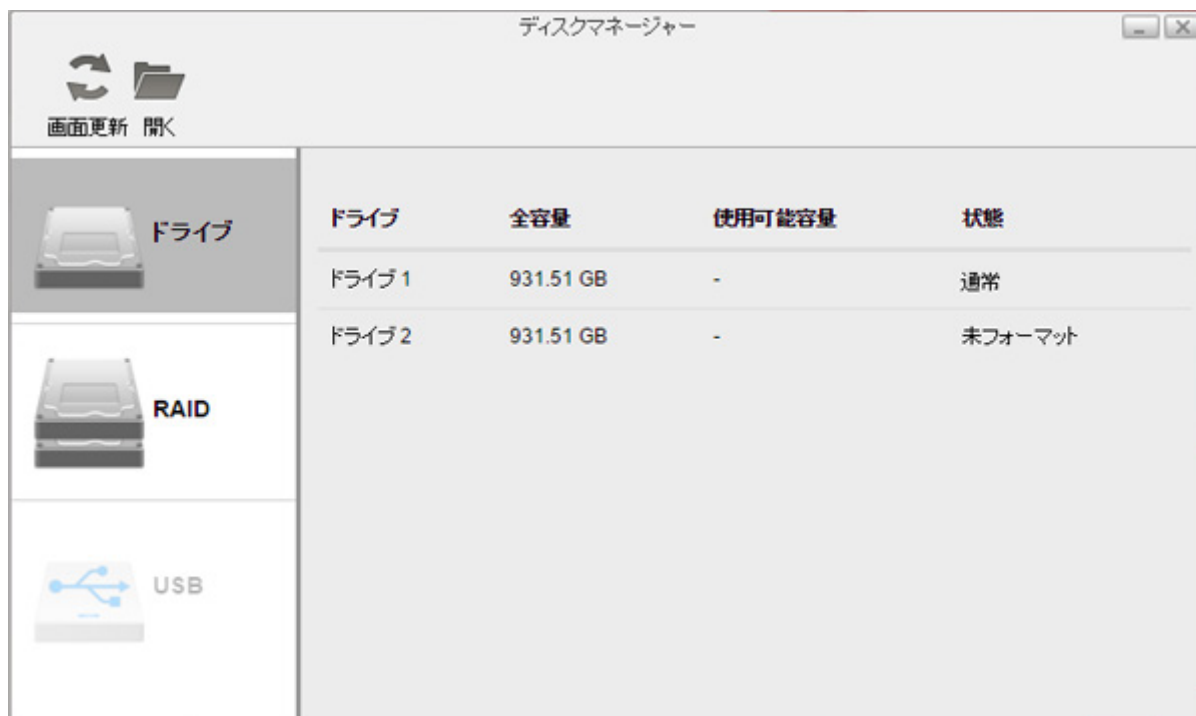 ディスクマネージャー
画面更新 開く
ドライブ
RAID
USB
ドライブ 全容量 使用可能容量 状態
ドライブ 1 931.51 GB - 通常
ドライブ 2 931.51 GB - 未フォーマット